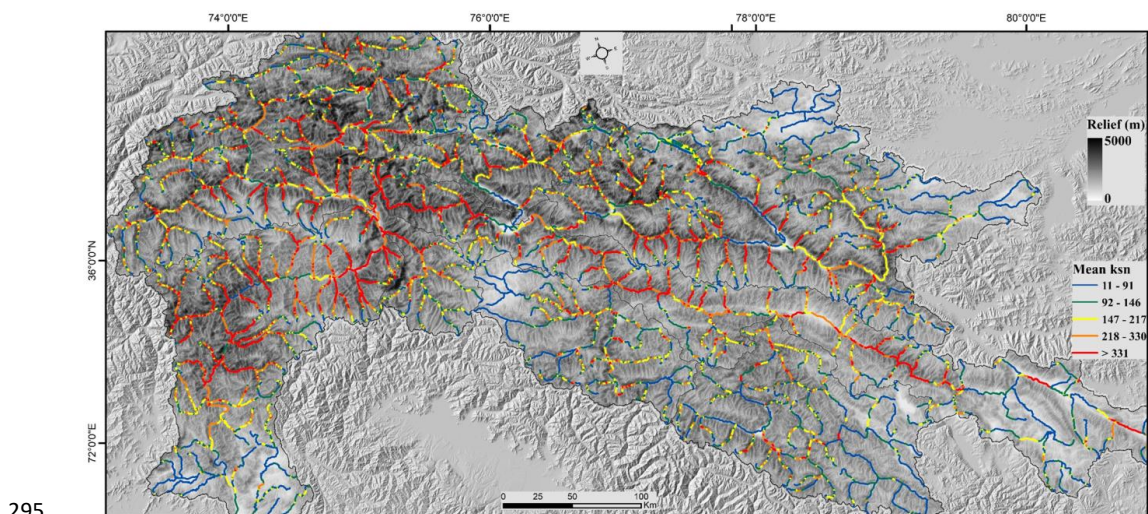 74°0'0"E 76°0'0"E 78°0'0"E 80°0'0"E
Relief (m)
5000
0
36°0'0"N
Mean ksn
11 - 91
92 - 146
147 - 217
218 - 330
> 331
72°0'0"E
0 25 50 100
Km
295